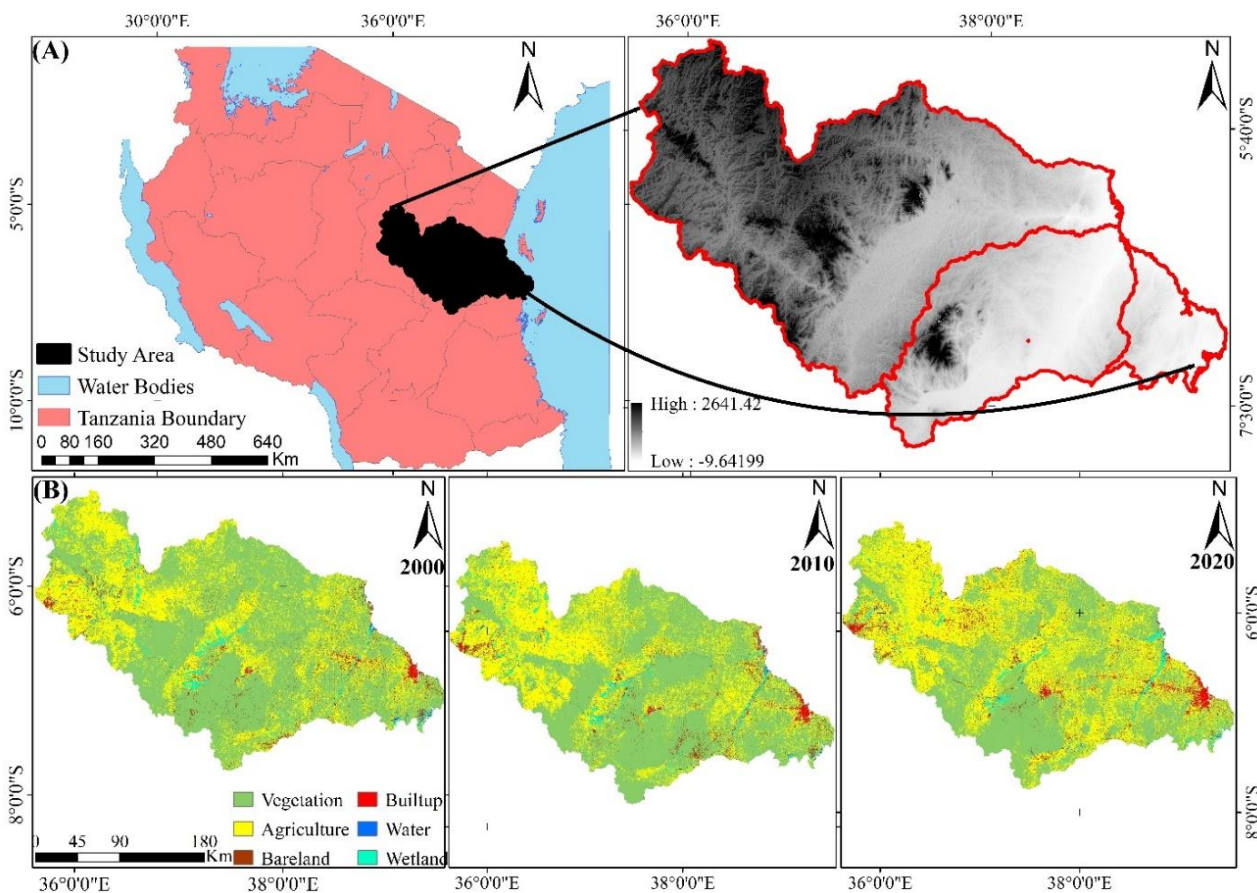 30°0'0"E 36°0'0"E 38°0'0"E
(A)
N
N
5°0'0"S
10°0'0"S
5°40'0"S
7°30'0"S
Study Area
Water Bodies
Tanzania Boundary
0 80 160 320 480 640
Km
High : 2641.42
Low : -9.64199
(B)
N
2000
N
2010
N
2020
6°0'0"S
8°0'0"S
6°0'0"S
8°0'0"S
Vegetation
Agriculture
Bareland
Builtup
Water
Wetland
0 45 90 180
Km
36°0'0"E 38°0'0"E 36°0'0"E 38°0'0"E 36°0'0"E 38°0'0"E